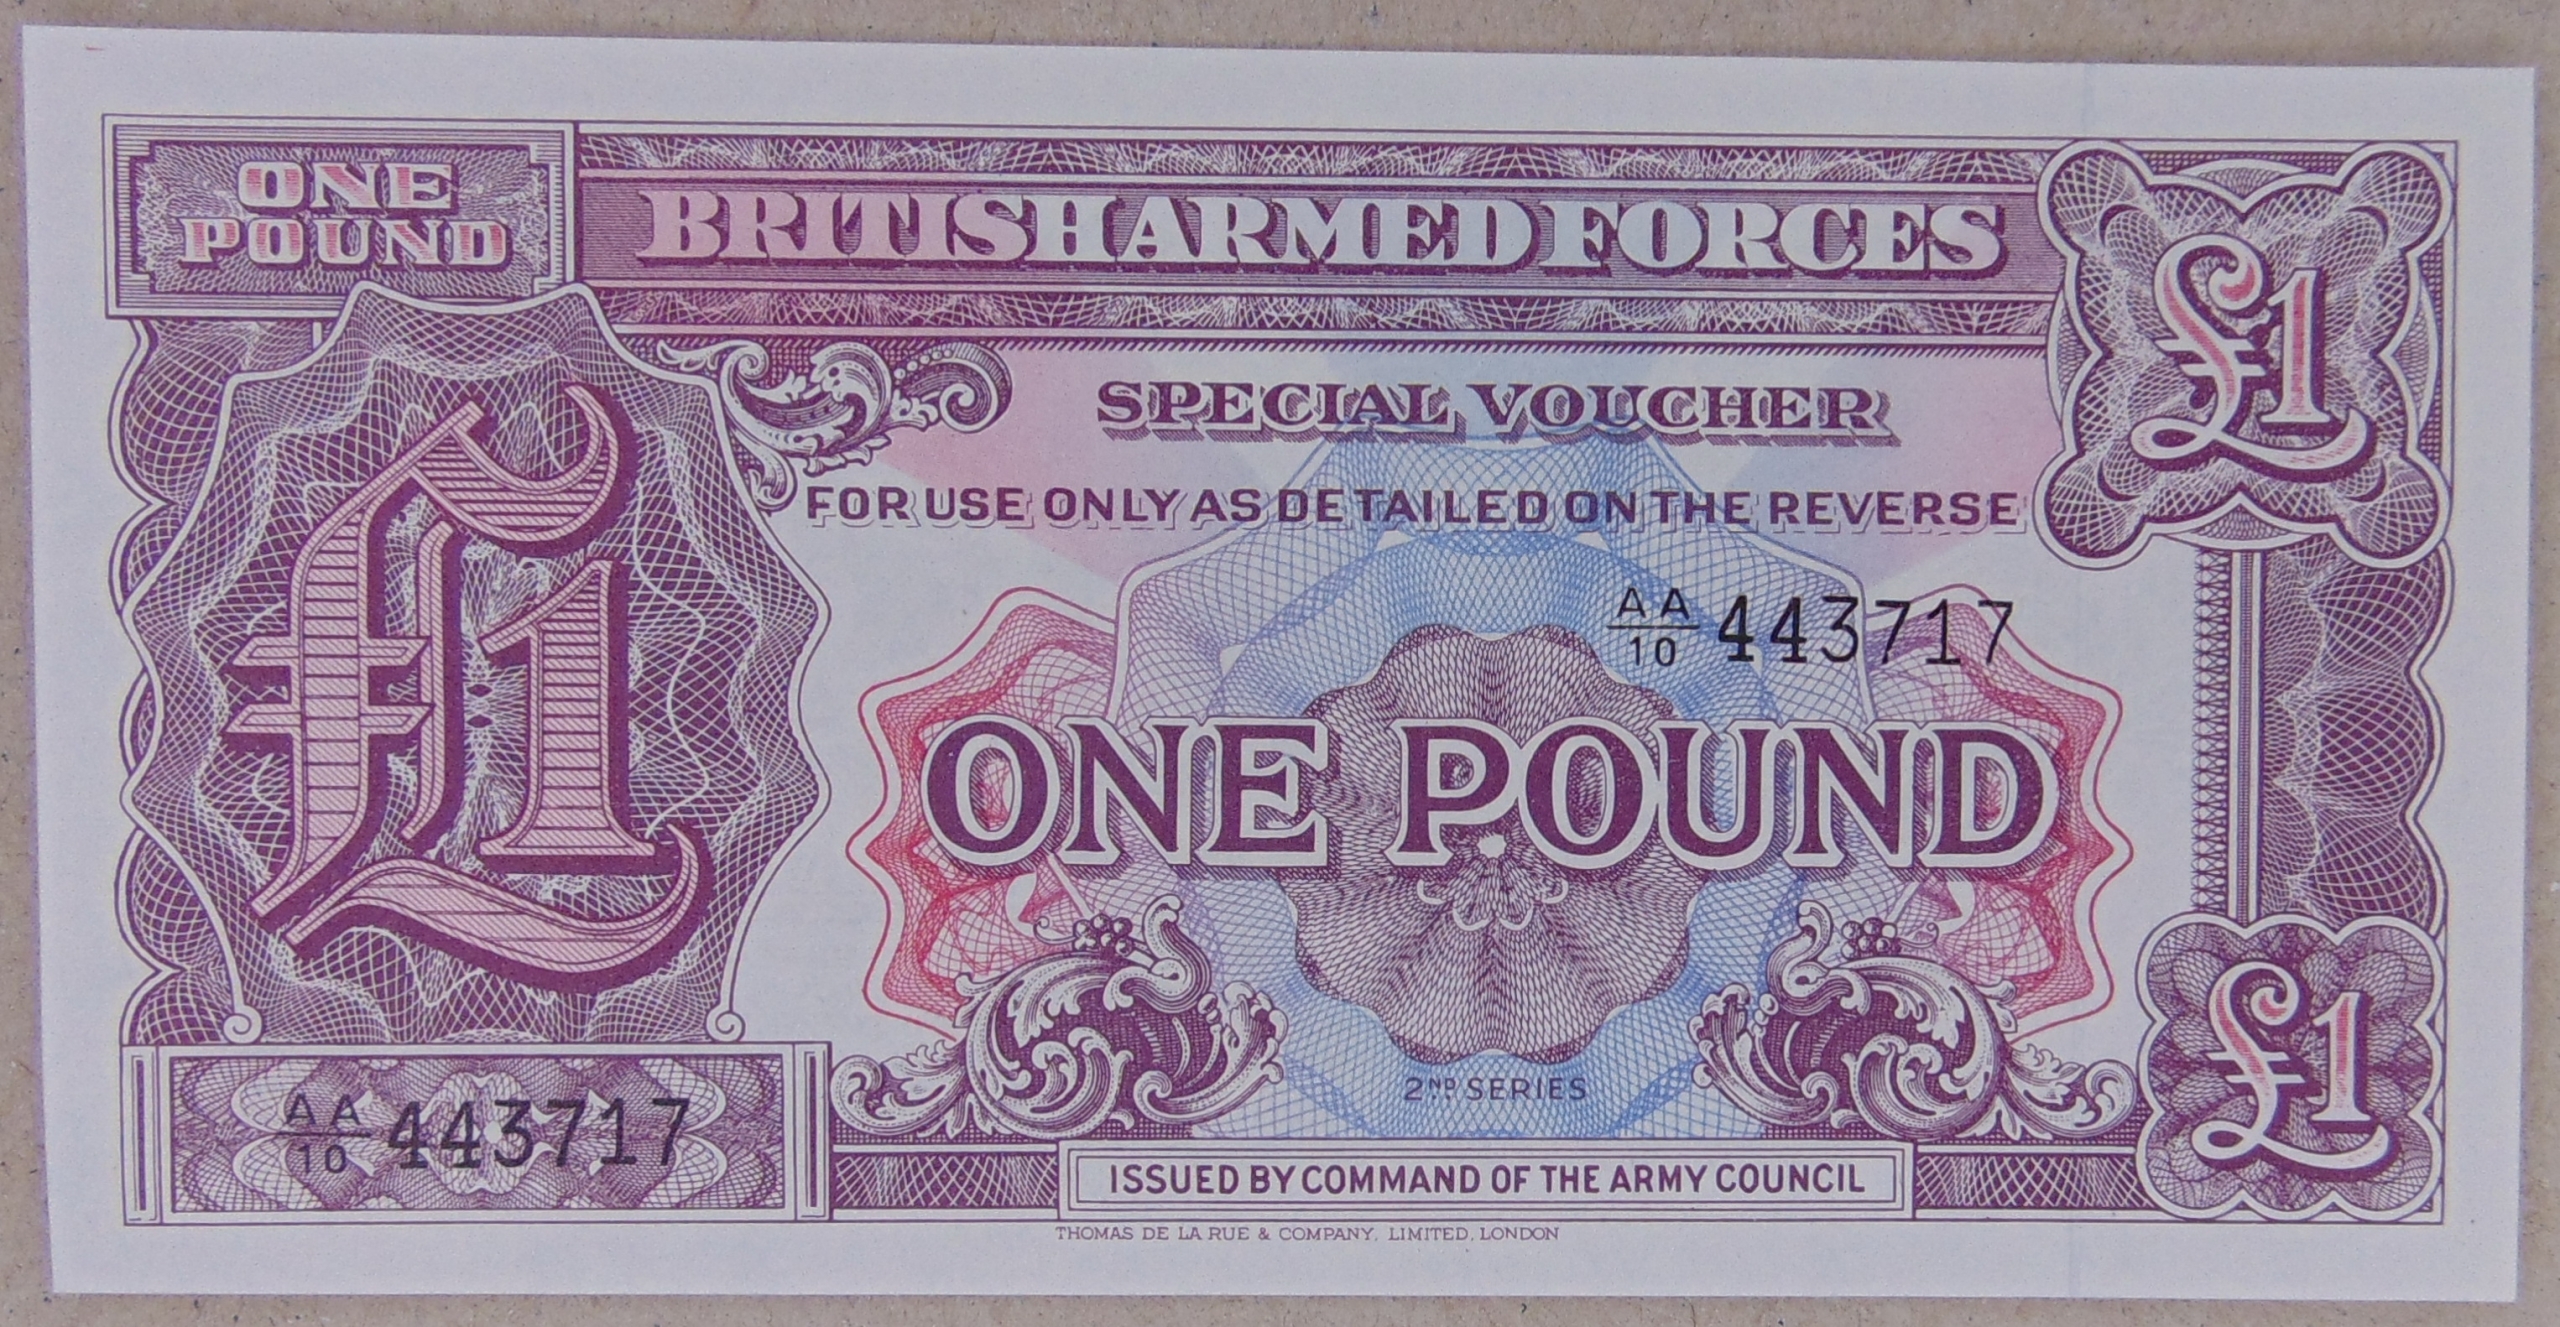 ONE
POUND
BRITISH ARMED FORCES
£1
SPECIAL VOUCHER
FOR USE ONLY AS DETAILED ON THE REVERSE
£1
AA/10 443717
ONE POUND
2ND SERIES
£1
AA/10 443717
ISSUED BY COMMAND OF THE ARMY COUNCIL
THOMAS DE LA RUE & COMPANY, LIMITED, LONDON